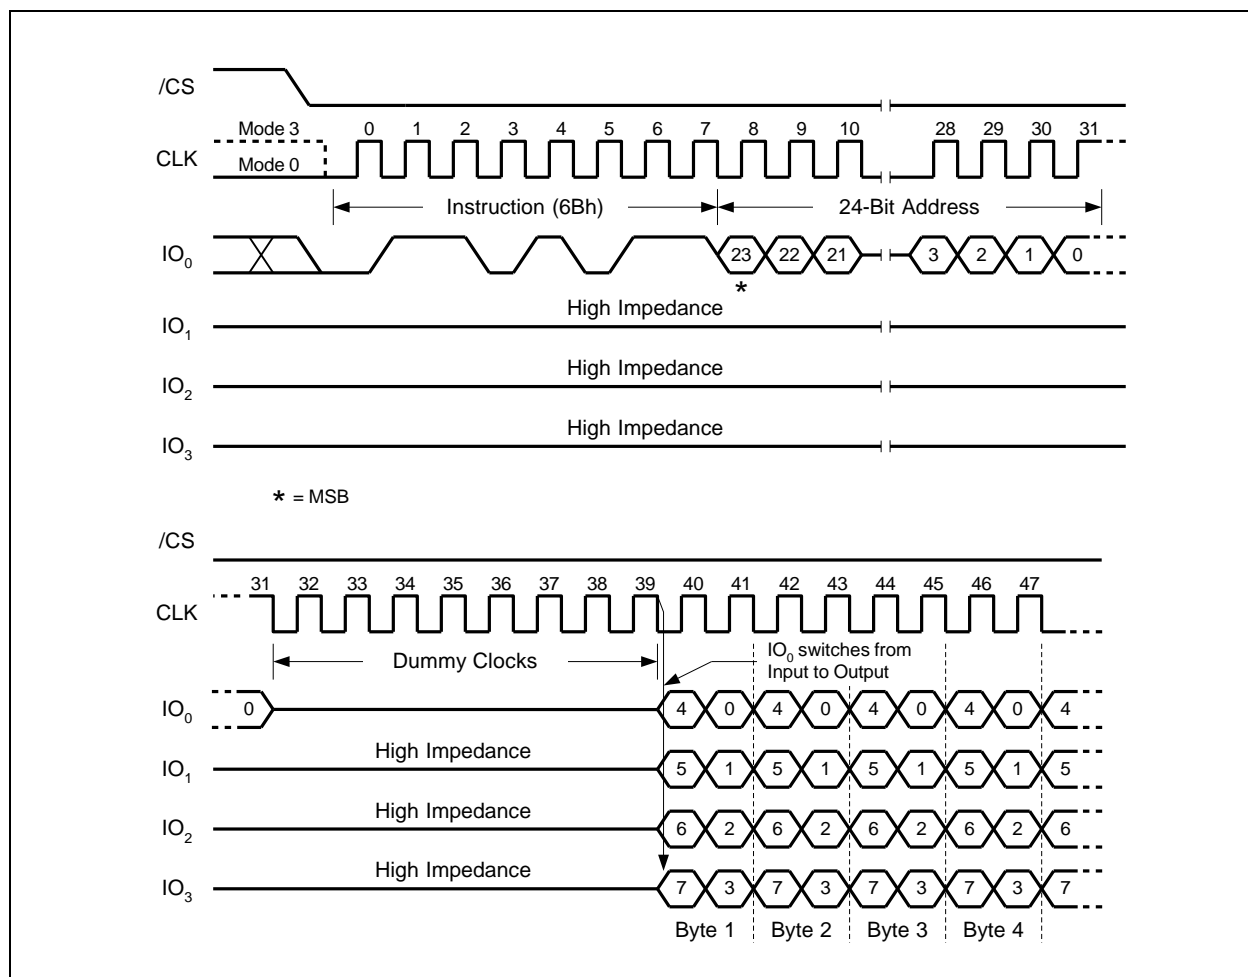 /CS
Mode 3 0 1 2 3 4 5 6 7 8 9 10 28 29 30 31
CLK
Mode 0
Instruction (6Bh) 24-Bit Address
IO0 23 22 21 3 2 1 0
*
High Impedance
IO1
High Impedance
IO2
High Impedance
IO3
* = MSB
/CS
31 32 33 34 35 36 37 38 39 40 41 42 43 44 45 46 47
CLK
IO0 switches from
Dummy Clocks Input to Output
IO0 0 4 0 4 0 4 0 4 0 4
High Impedance
IO1 5 1 5 1 5 1 5 1 5
High Impedance
IO2 6 2 6 2 6 2 6 2 6
High Impedance
IO3 7 3 7 3 7 3 7 3 7
Byte 1 Byte 2 Byte 3 Byte 4